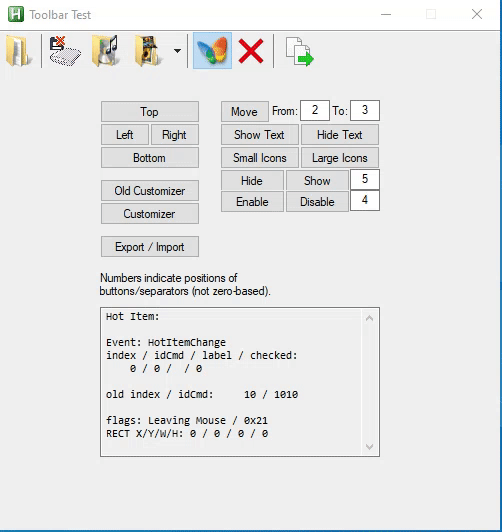 H Toolbar Test
Top
Left Right
Bottom
Old Customizer
Customizer
Export / Import
Move From: 2 To: 3
Show Text Hide Text
Small Icons Large Icons
Hide Show 5
Enable Disable 4
Numbers indicate positions of
buttons/separators (not zero-based).
Hot Item:
Event: HotItemChange
index / idCmd / label / checked:
0 / 0 / / 0
old index / idCmd: 10 / 1010
flags: Leaving Mouse / 0x21
RECT X/Y/W/H: 0 / 0 / 0 / 0